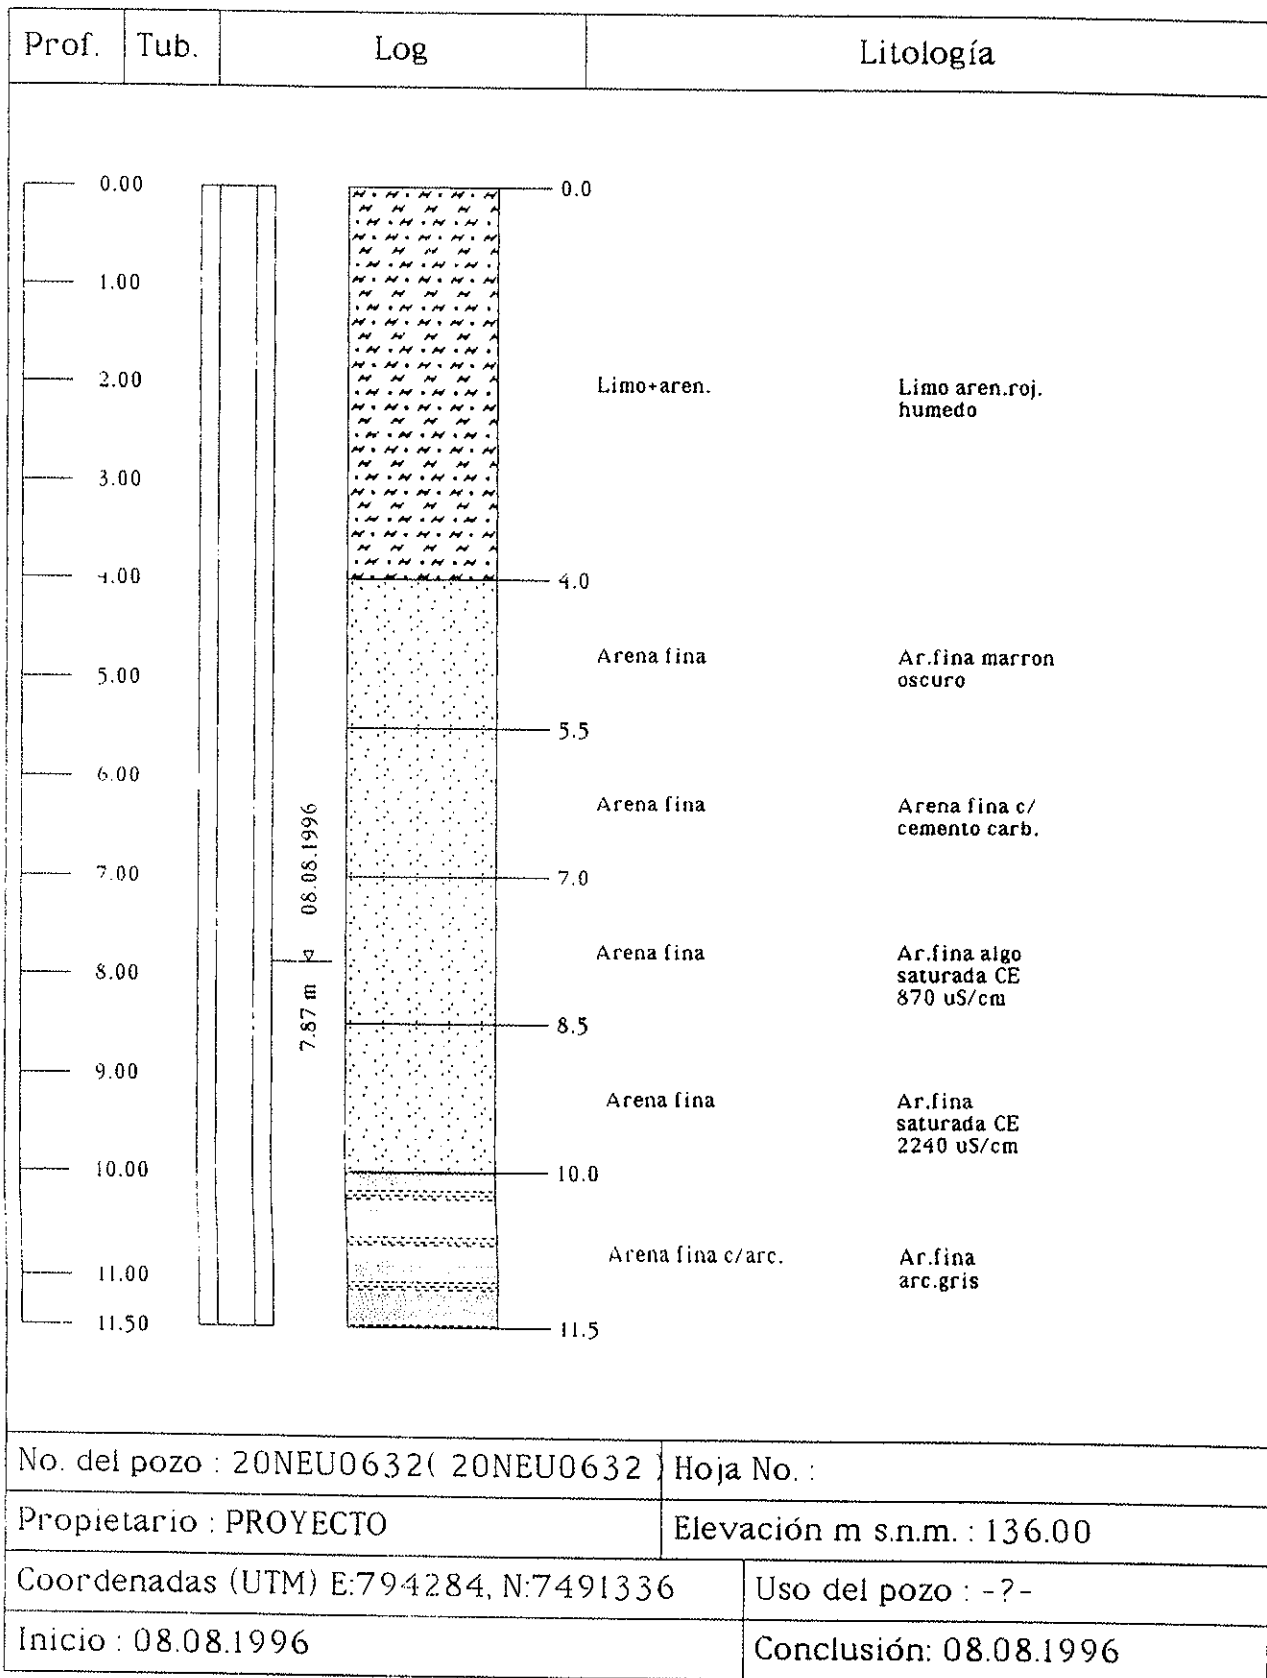 Prof. Tub. Log Litología
0.00 0.0
1.00
2.00 Limo+aren. Limo aren.roj.
humedo
3.00
4.00 4.0
Arena fina Ar.fina marron
5.00 oscuro
5.5
6.00
Arena fina Arena fina c/
cemento carb.
08.08.1996
7.00 7.0
Arena fina Ar.fina algo
8.00 saturada CE
870 uS/cm
7.87 m
8.5
9.00
Arena fina Ar.fina
saturada CE
2240 uS/cm
10.00 10.0
Arena fina c/arc. Ar.fina
11.00 arc.gris
11.50 11.5
No. del pozo : 20NEU0632( 20NEU0632 ) Hoja No. :
Propietario : PROYECTO Elevación m s.n.m. : 136.00
Coordenadas (UTM) E:794284, N:7491336 Uso del pozo : -?-
Inicio : 08.08.1996 Conclusión: 08.08.1996